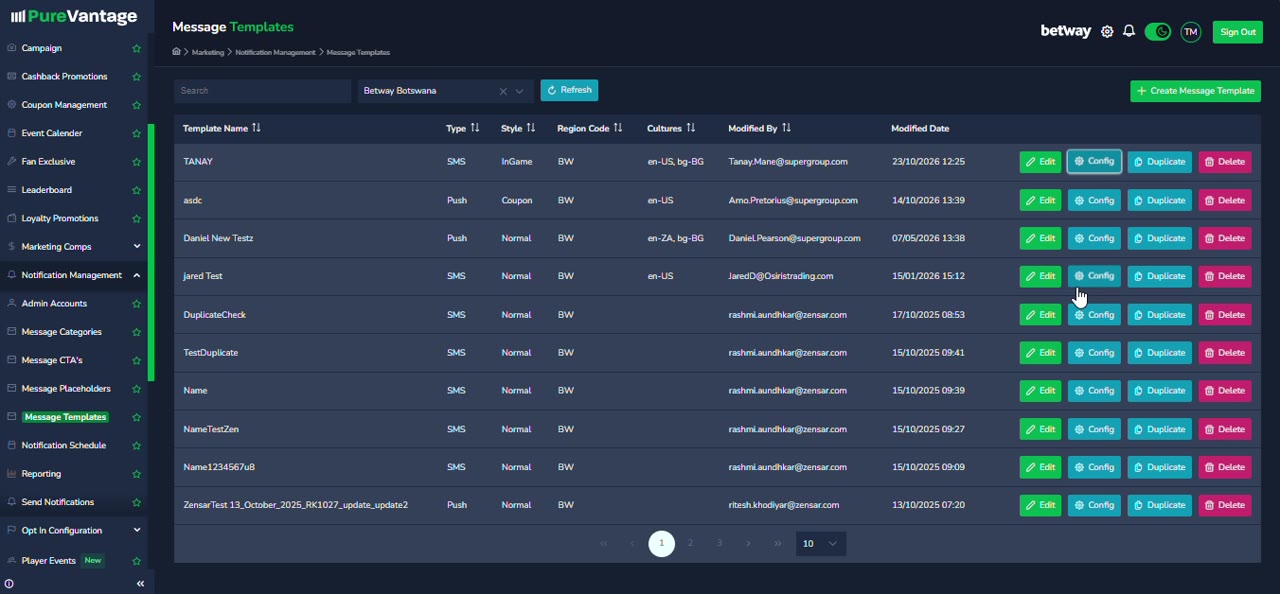 PureVantage
Campaign
Cashback Promotions
Coupon Management
Event Calender
Fan Exclusive
Leaderboard
Loyalty Promotions
Marketing Comps
Notification Management
Admin Accounts
Message Categories
Message CTA's
Message Placeholders
Message Templates
Notification Schedule
Reporting
Send Notifications
Opt In Configuration
Player Events New
Message Templates
Marketing Notification Management Message Templates
betway TM Sign Out
Search Betway Botswana Refresh Create Message Template
Template Name Type Style Region Code Cultures Modified By Modified Date
TANAY SMS InGame BW en-US, bg-BG Tanay.Mane@supergroup.com 23/10/2026 12:25 Edit Config Duplicate Delete
asdc Push Coupon BW en-US Arno.Pretorius@supergroup.com 14/10/2026 13:39 Edit Config Duplicate Delete
Daniel New Testz Push Normal BW en-ZA, bg-BG Daniel.Pearson@supergroup.com 07/05/2026 13:38 Edit Config Duplicate Delete
jared Test SMS Normal BW en-US JaredD@Osiristrading.com 15/01/2026 15:12 Edit Config Duplicate Delete
DuplicateCheck SMS Normal BW rashmi.aundhkar@zensar.com 17/10/2025 08:53 Edit Config Duplicate Delete
TestDuplicate SMS Normal BW rashmi.aundhkar@zensar.com 15/10/2025 09:41 Edit Config Duplicate Delete
Name SMS Normal BW rashmi.aundhkar@zensar.com 15/10/2025 09:39 Edit Config Duplicate Delete
NameTestZen SMS Normal BW rashmi.aundhkar@zensar.com 15/10/2025 09:27 Edit Config Duplicate Delete
Name1234567u8 SMS Normal BW rashmi.aundhkar@zensar.com 15/10/2025 09:09 Edit Config Duplicate Delete
ZensarTest 13_October_2025_RK1027_update_update2 Push Normal BW ritesh.khodiyar@zensar.com 13/10/2025 07:20 Edit Config Duplicate Delete
« ‹ 1 2 3 › » 10